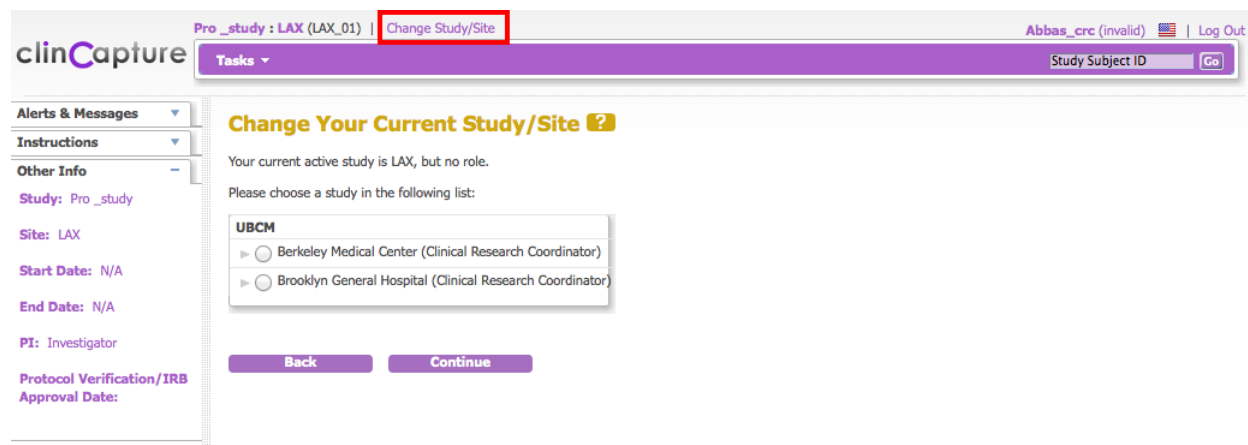 Pro _study : LAX (LAX_01) | Change Study/Site
Abbas_crc (invalid) | Log Out
clinCapture
Tasks
Study Subject ID Go
Alerts & Messages
Instructions
Other Info
Study: Pro _study
Site: LAX
Start Date: N/A
End Date: N/A
PI: Investigator
Protocol Verification/IRB
Approval Date:
Change Your Current Study/Site ?
Your current active study is LAX, but no role.
Please choose a study in the following list:
UBCM
Berkeley Medical Center (Clinical Research Coordinator)
Brooklyn General Hospital (Clinical Research Coordinator)
Back Continue